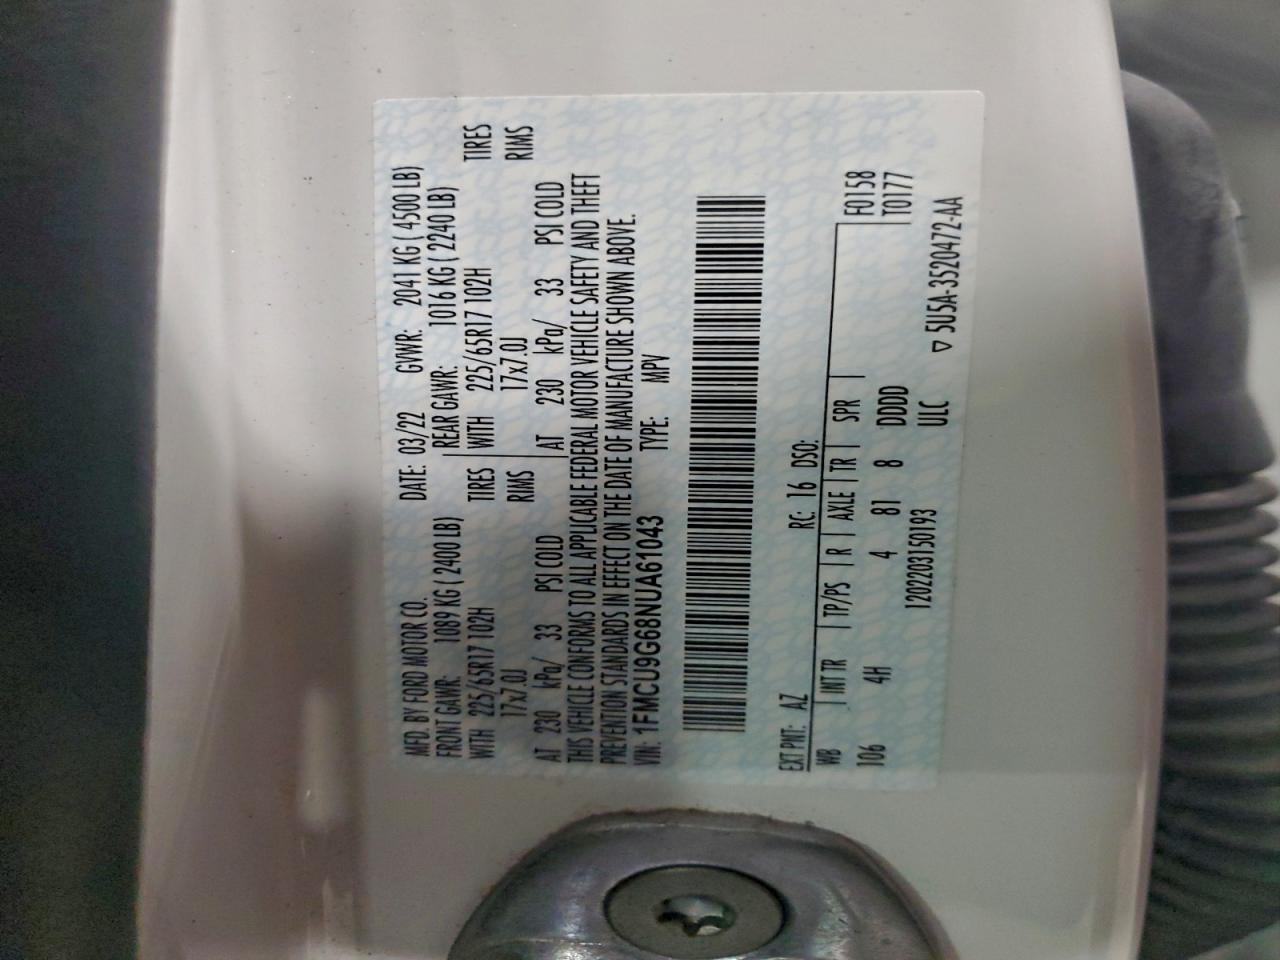 MFD. BY FORD MOTOR CO. DATE: 03/22 GVWR: 2041 KG ( 4500 LB)
FRONT GAWR: 1089 KG ( 2400 LB) REAR GAWR: 1016 KG ( 2240 LB)
WITH 225/65R17 102H TIRES WITH 225/65R17 102H TIRES
17x7.0J RIMS 17x7.0J RIMS
AT 230 kPa/ 33 PSI COLD AT 230 kPa/ 33 PSI COLD
THIS VEHICLE CONFORMS TO ALL APPLICABLE FEDERAL MOTOR VEHICLE SAFETY AND THEFT
PREVENTION STANDARDS IN EFFECT ON THE DATE OF MANUFACTURE SHOWN ABOVE.
VIN: 1FMCU9G68NUA61043 TYPE: MPV
EXT PNT: AZ RC: 16 DSO:
WB INT TR TP/PS R AXLE TR SPR F0158
106 4H 4 81 8 DDDD T0177
ULC
1202203150193 ▽ 5U5A-3520472-AA